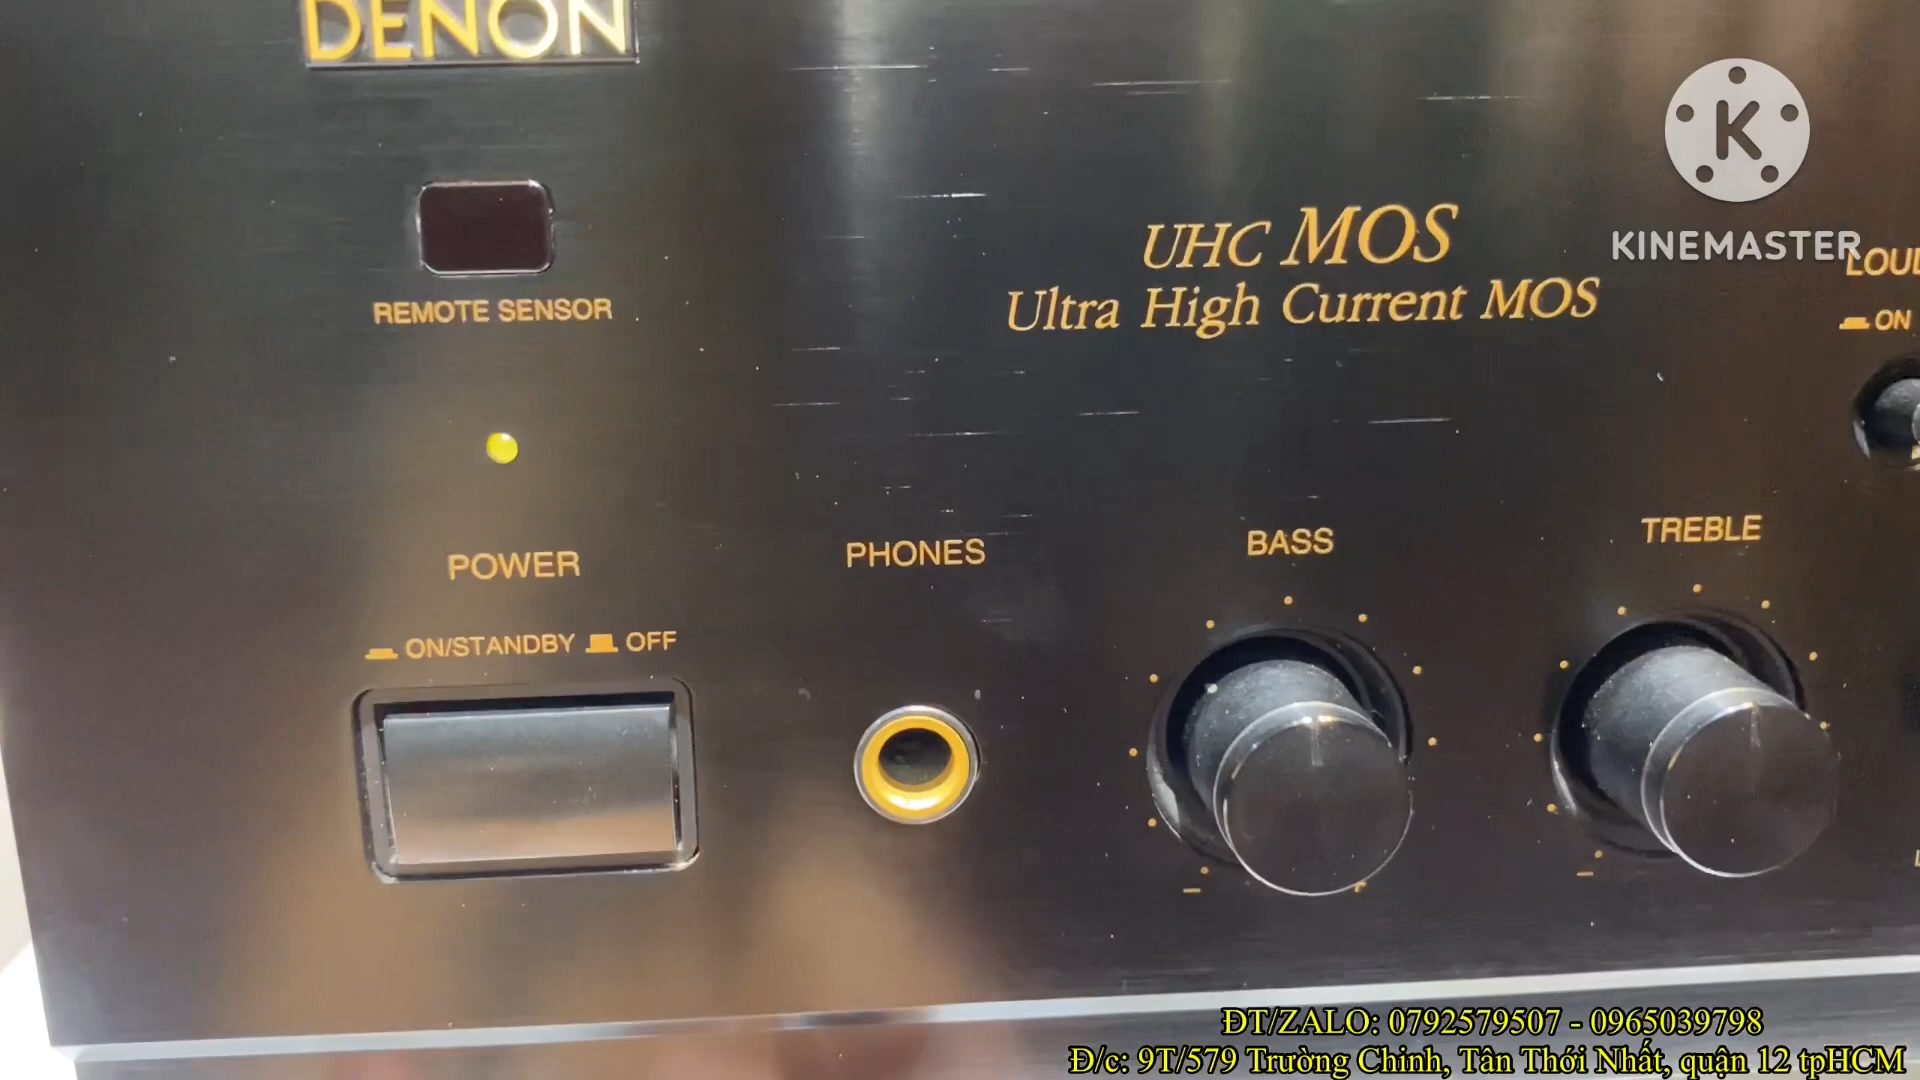 DENON
REMOTE SENSOR
UHC MOS
Ultra High Current MOS
K
KINEMASTER
ON
POWER
PHONES
BASS
TREBLE
ON/STANDBY OFF
ĐT/ZALO: 0792579507 - 0965039798
Đ/c: 9T/579 Trường Chinh, Tân Thới Nhất, quận 12 tpHCM